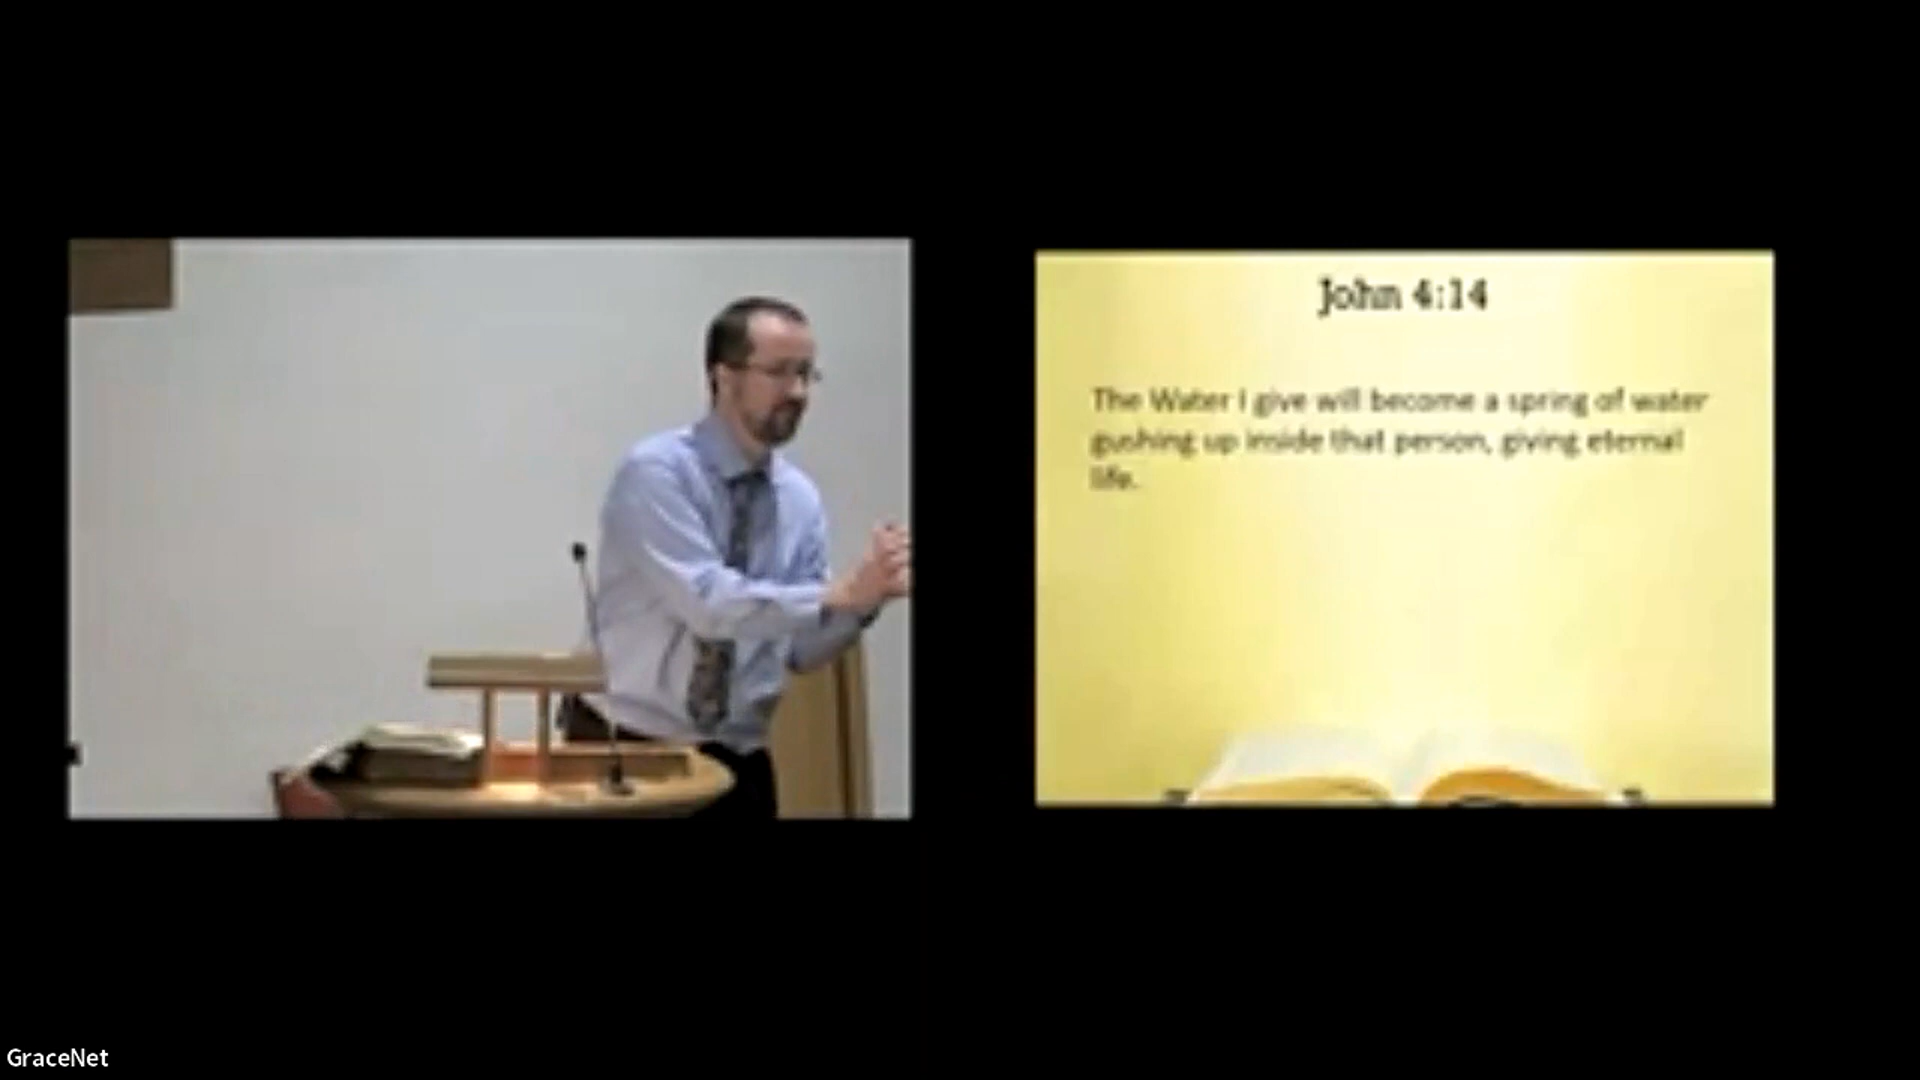 John 4:14
The Water I give will become a spring of water
gushing up inside that person, giving eternal
life.
GraceNet